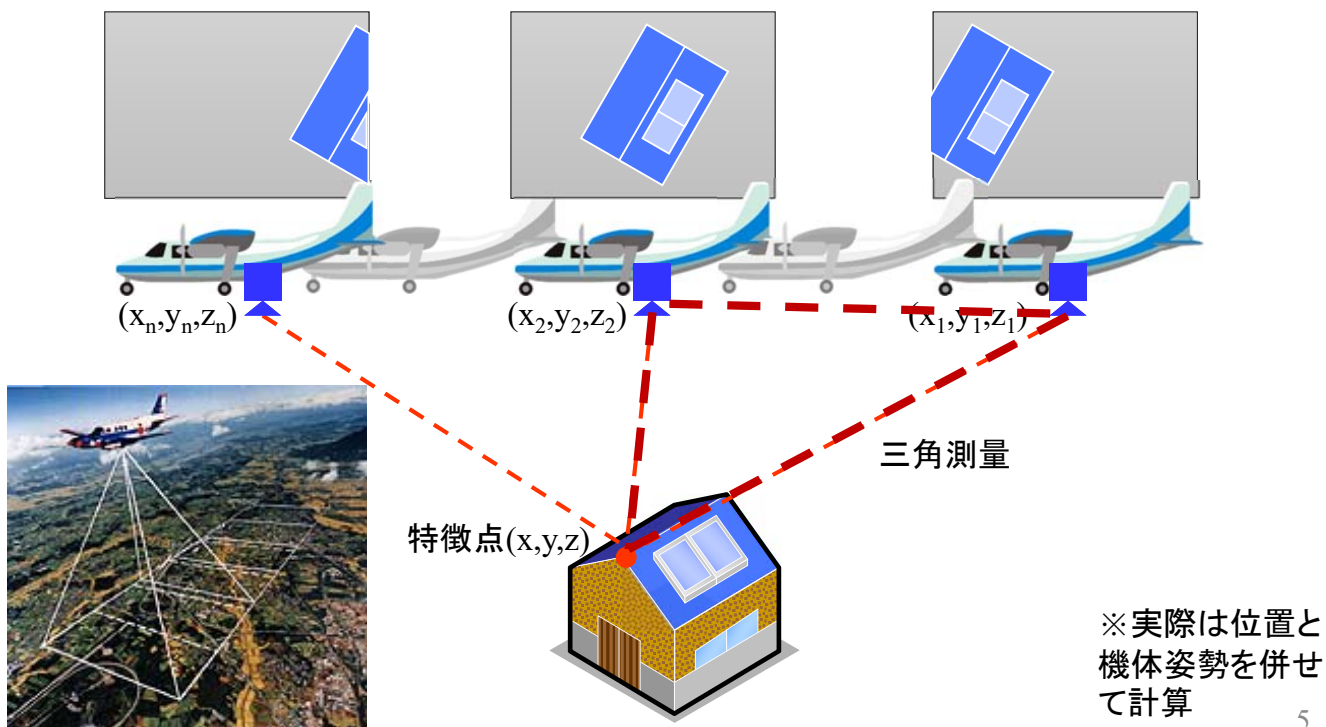 (xn,yn,zn)
(x2,y2,z2)
(x1,y1,z1)
三角測量
特徴点(x,y,z)
※実際は位置と
機体姿勢を併せ
て計算
5